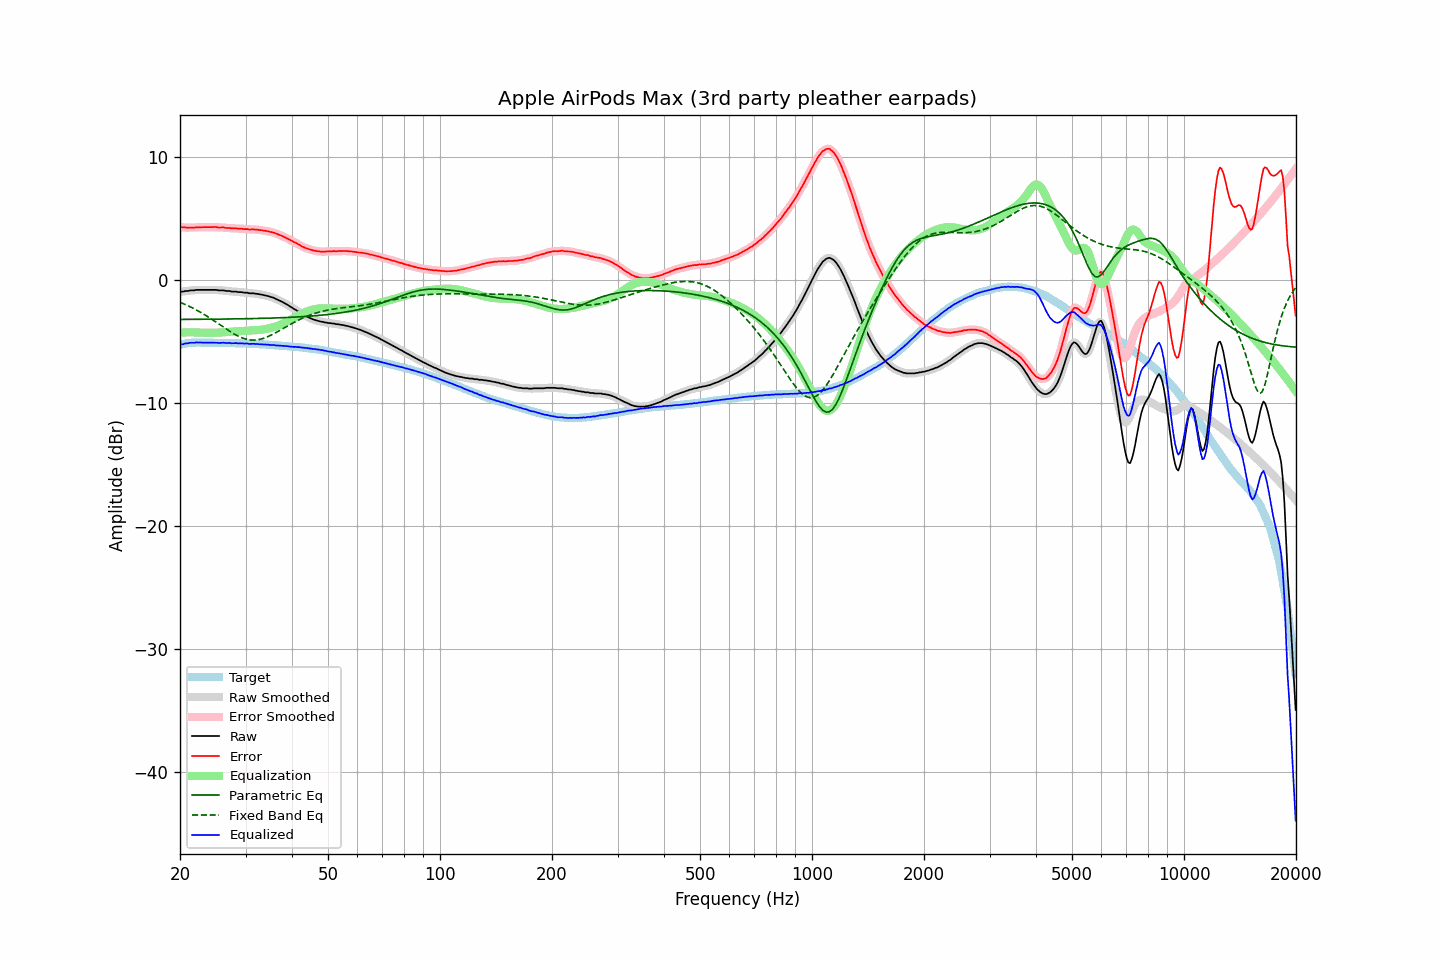 Apple AirPods Max (3rd party pleather earpads)
Amplitude (dBr)
10
0
−10
−20
−30
−40
Target
Raw Smoothed
Error Smoothed
Raw
Error
Equalization
Parametric Eq
Fixed Band Eq
Equalized
20 50 100 200 500 1000 2000 5000 10000 20000
Frequency (Hz)